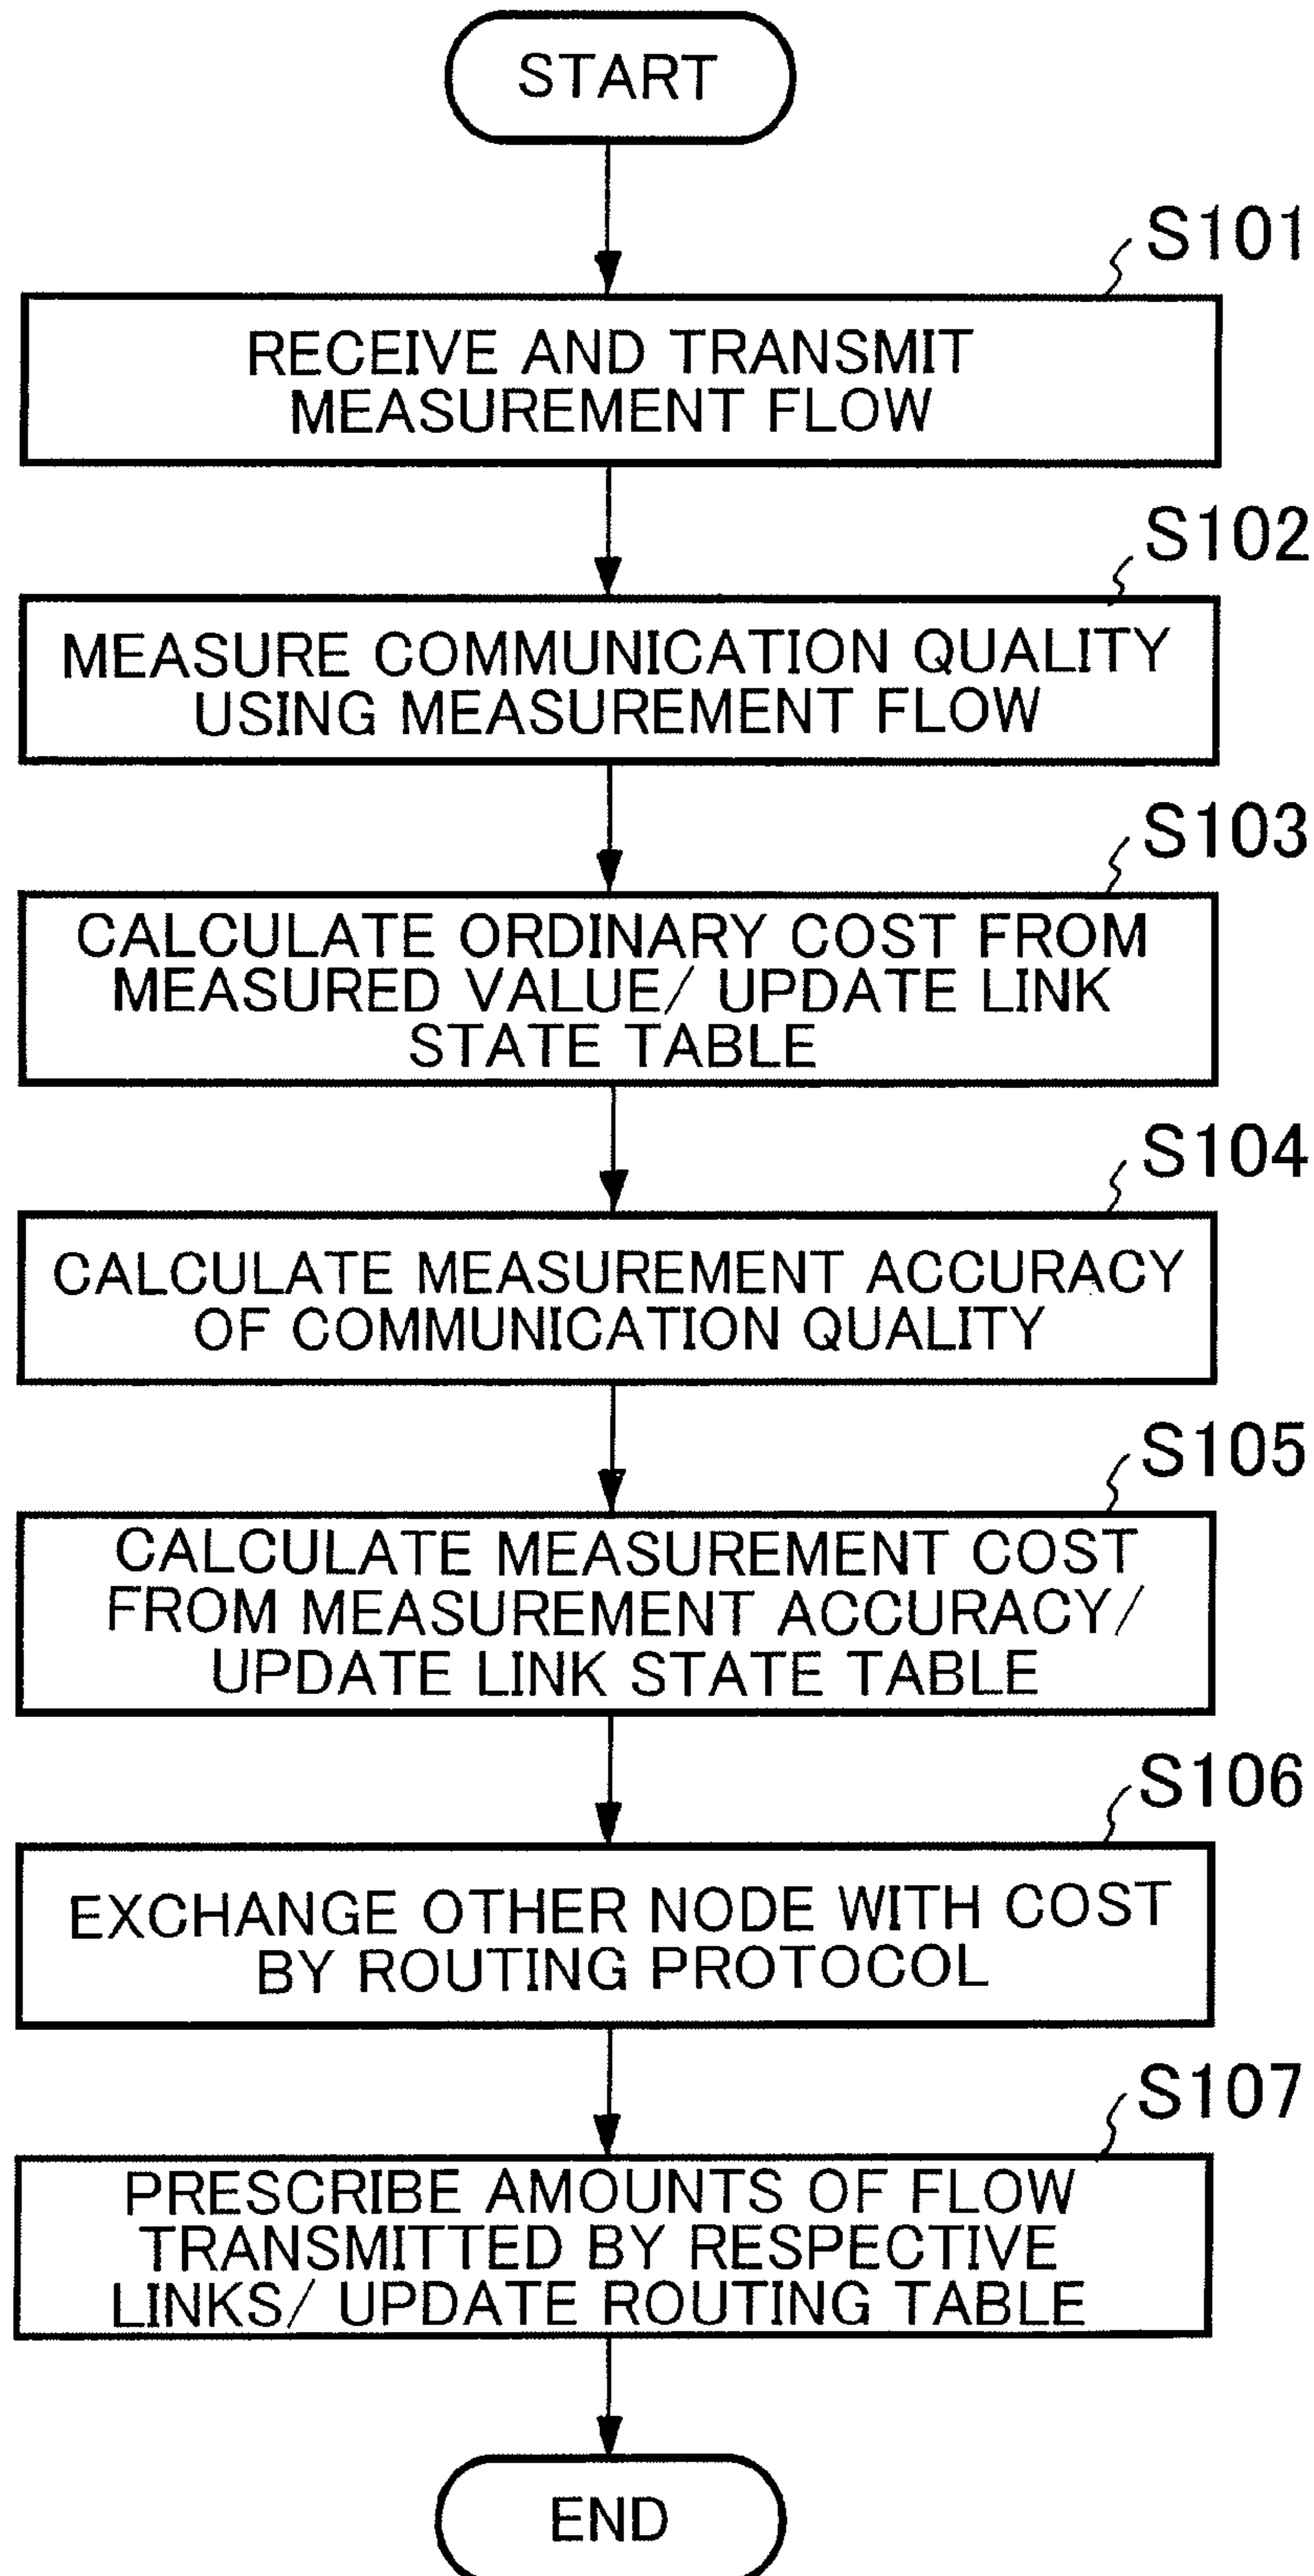 START
S101
RECEIVE AND TRANSMIT
MEASUREMENT FLOW
S102
MEASURE COMMUNICATION QUALITY
USING MEASUREMENT FLOW
S103
CALCULATE ORDINARY COST FROM
MEASURED VALUE/ UPDATE LINK
STATE TABLE
S104
CALCULATE MEASUREMENT ACCURACY
OF COMMUNICATION QUALITY
S105
CALCULATE MEASUREMENT COST
FROM MEASUREMENT ACCURACY/
UPDATE LINK STATE TABLE
S106
EXCHANGE OTHER NODE WITH COST
BY ROUTING PROTOCOL
S107
PRESCRIBE AMOUNTS OF FLOW
TRANSMITTED BY RESPECTIVE
LINKS/ UPDATE ROUTING TABLE
END